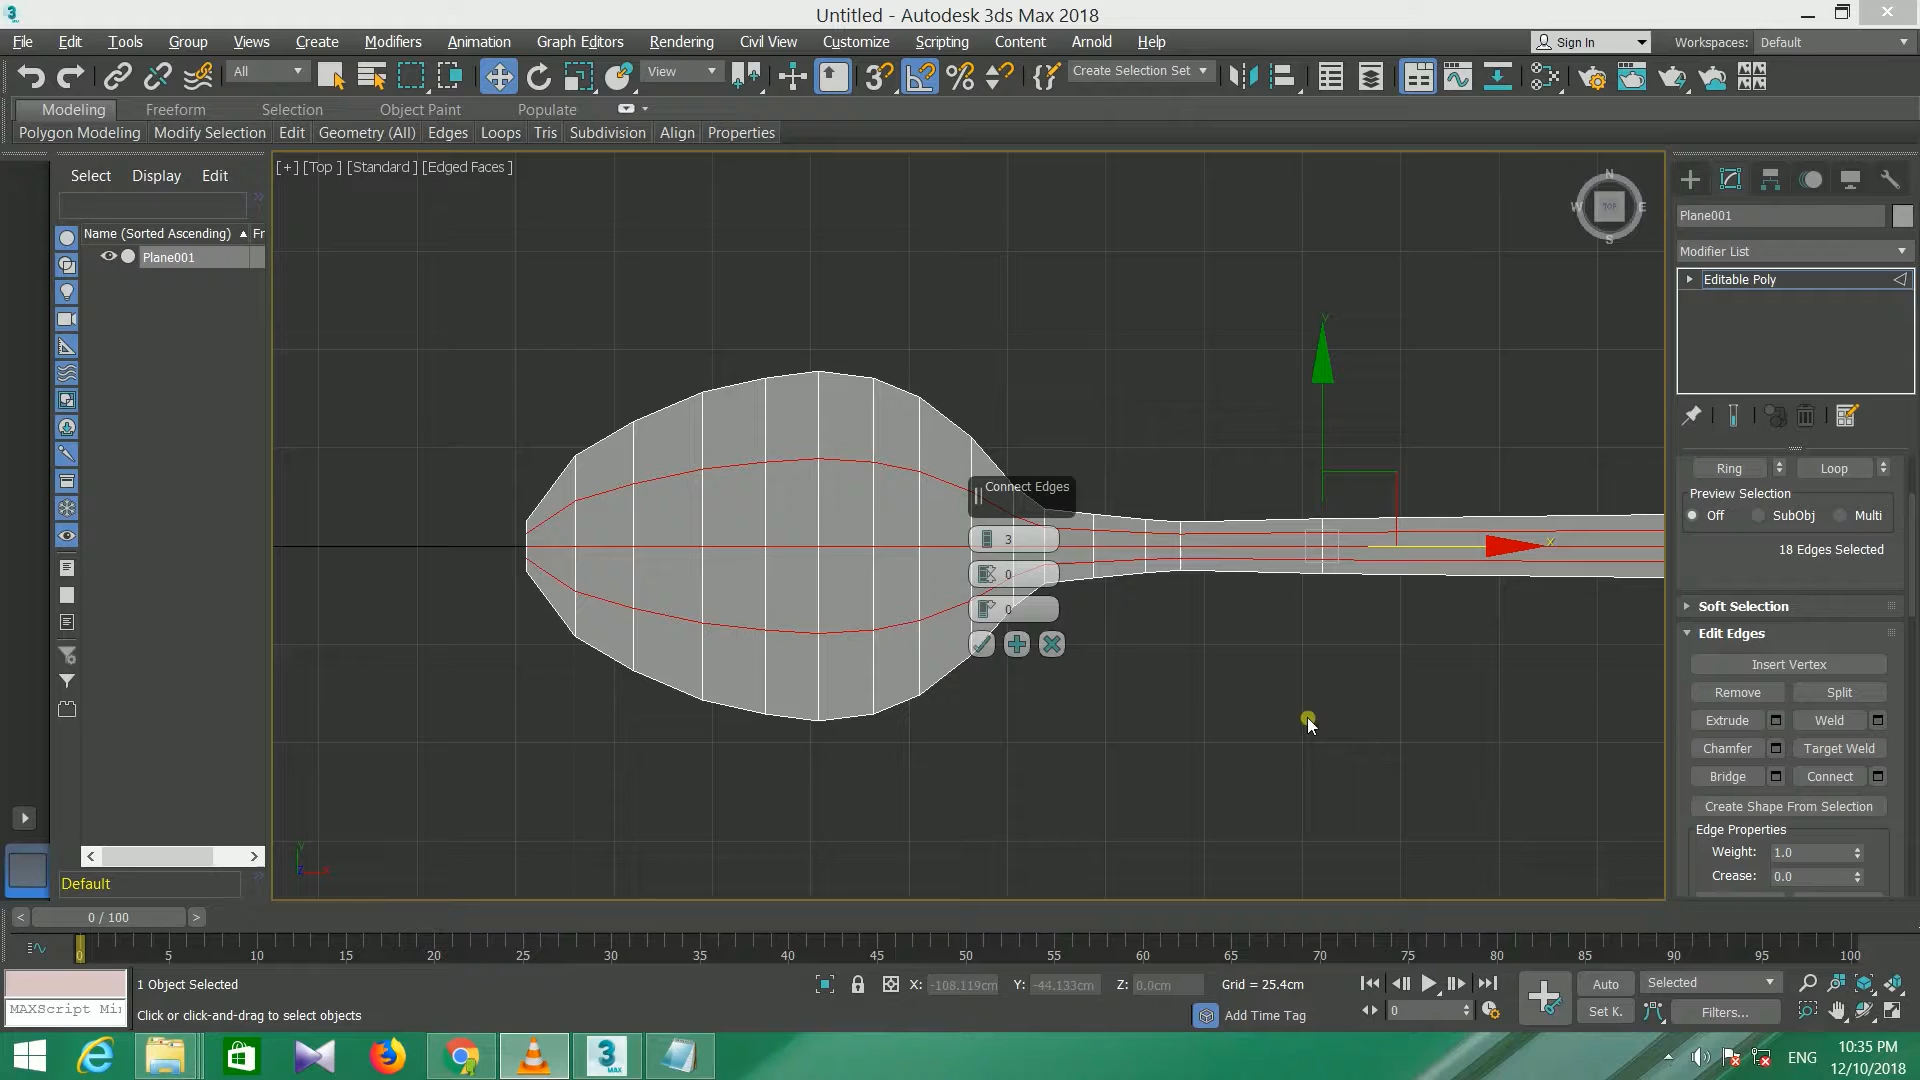 Untitled - Autodesk 3ds Max 2018
File Edit Tools Group Views Create Modifiers Animation Graph Editors Rendering Civil View Customize Scripting Content Arnold Help Sign In Workspaces: Default
All View Create Selection Set
Modeling Freeform Selection Object Paint Populate
Polygon Modeling Modify Selection Edit Geometry (All) Edges Loops Tris Subdivision Align Properties
Select Display Edit
[+] [Top ] [Standard ] [Edged Faces ]
N
W TOP E
S
Name (Sorted Ascending) Fr
Plane001
Plane001
Modifier List
Editable Poly
Ring Loop
Preview Selection
Off SubObj Multi
18 Edges Selected
Soft Selection
Edit Edges
Insert Vertex
Remove Split
Extrude Weld
Chamfer Target Weld
Bridge Connect
Create Shape From Selection
Edge Properties
Weight: 1.0
Crease: 0.0
Connect Edges
3
0
0
Y
x
Default
0 / 100
0 5 10 15 20 25 30 35 40 45 50 55 60 65 70 75 80 85 90 95 100
1 Object Selected
X: -108.119cm Y: -44.133cm Z: 0.0cm Grid = 25.4cm
Auto Selected
MAXScript Mi
Click or click-and-drag to select objects
Add Time Tag
0
Set K. Filters...
3
MAX
ENG
10:35 PM
12/10/2018